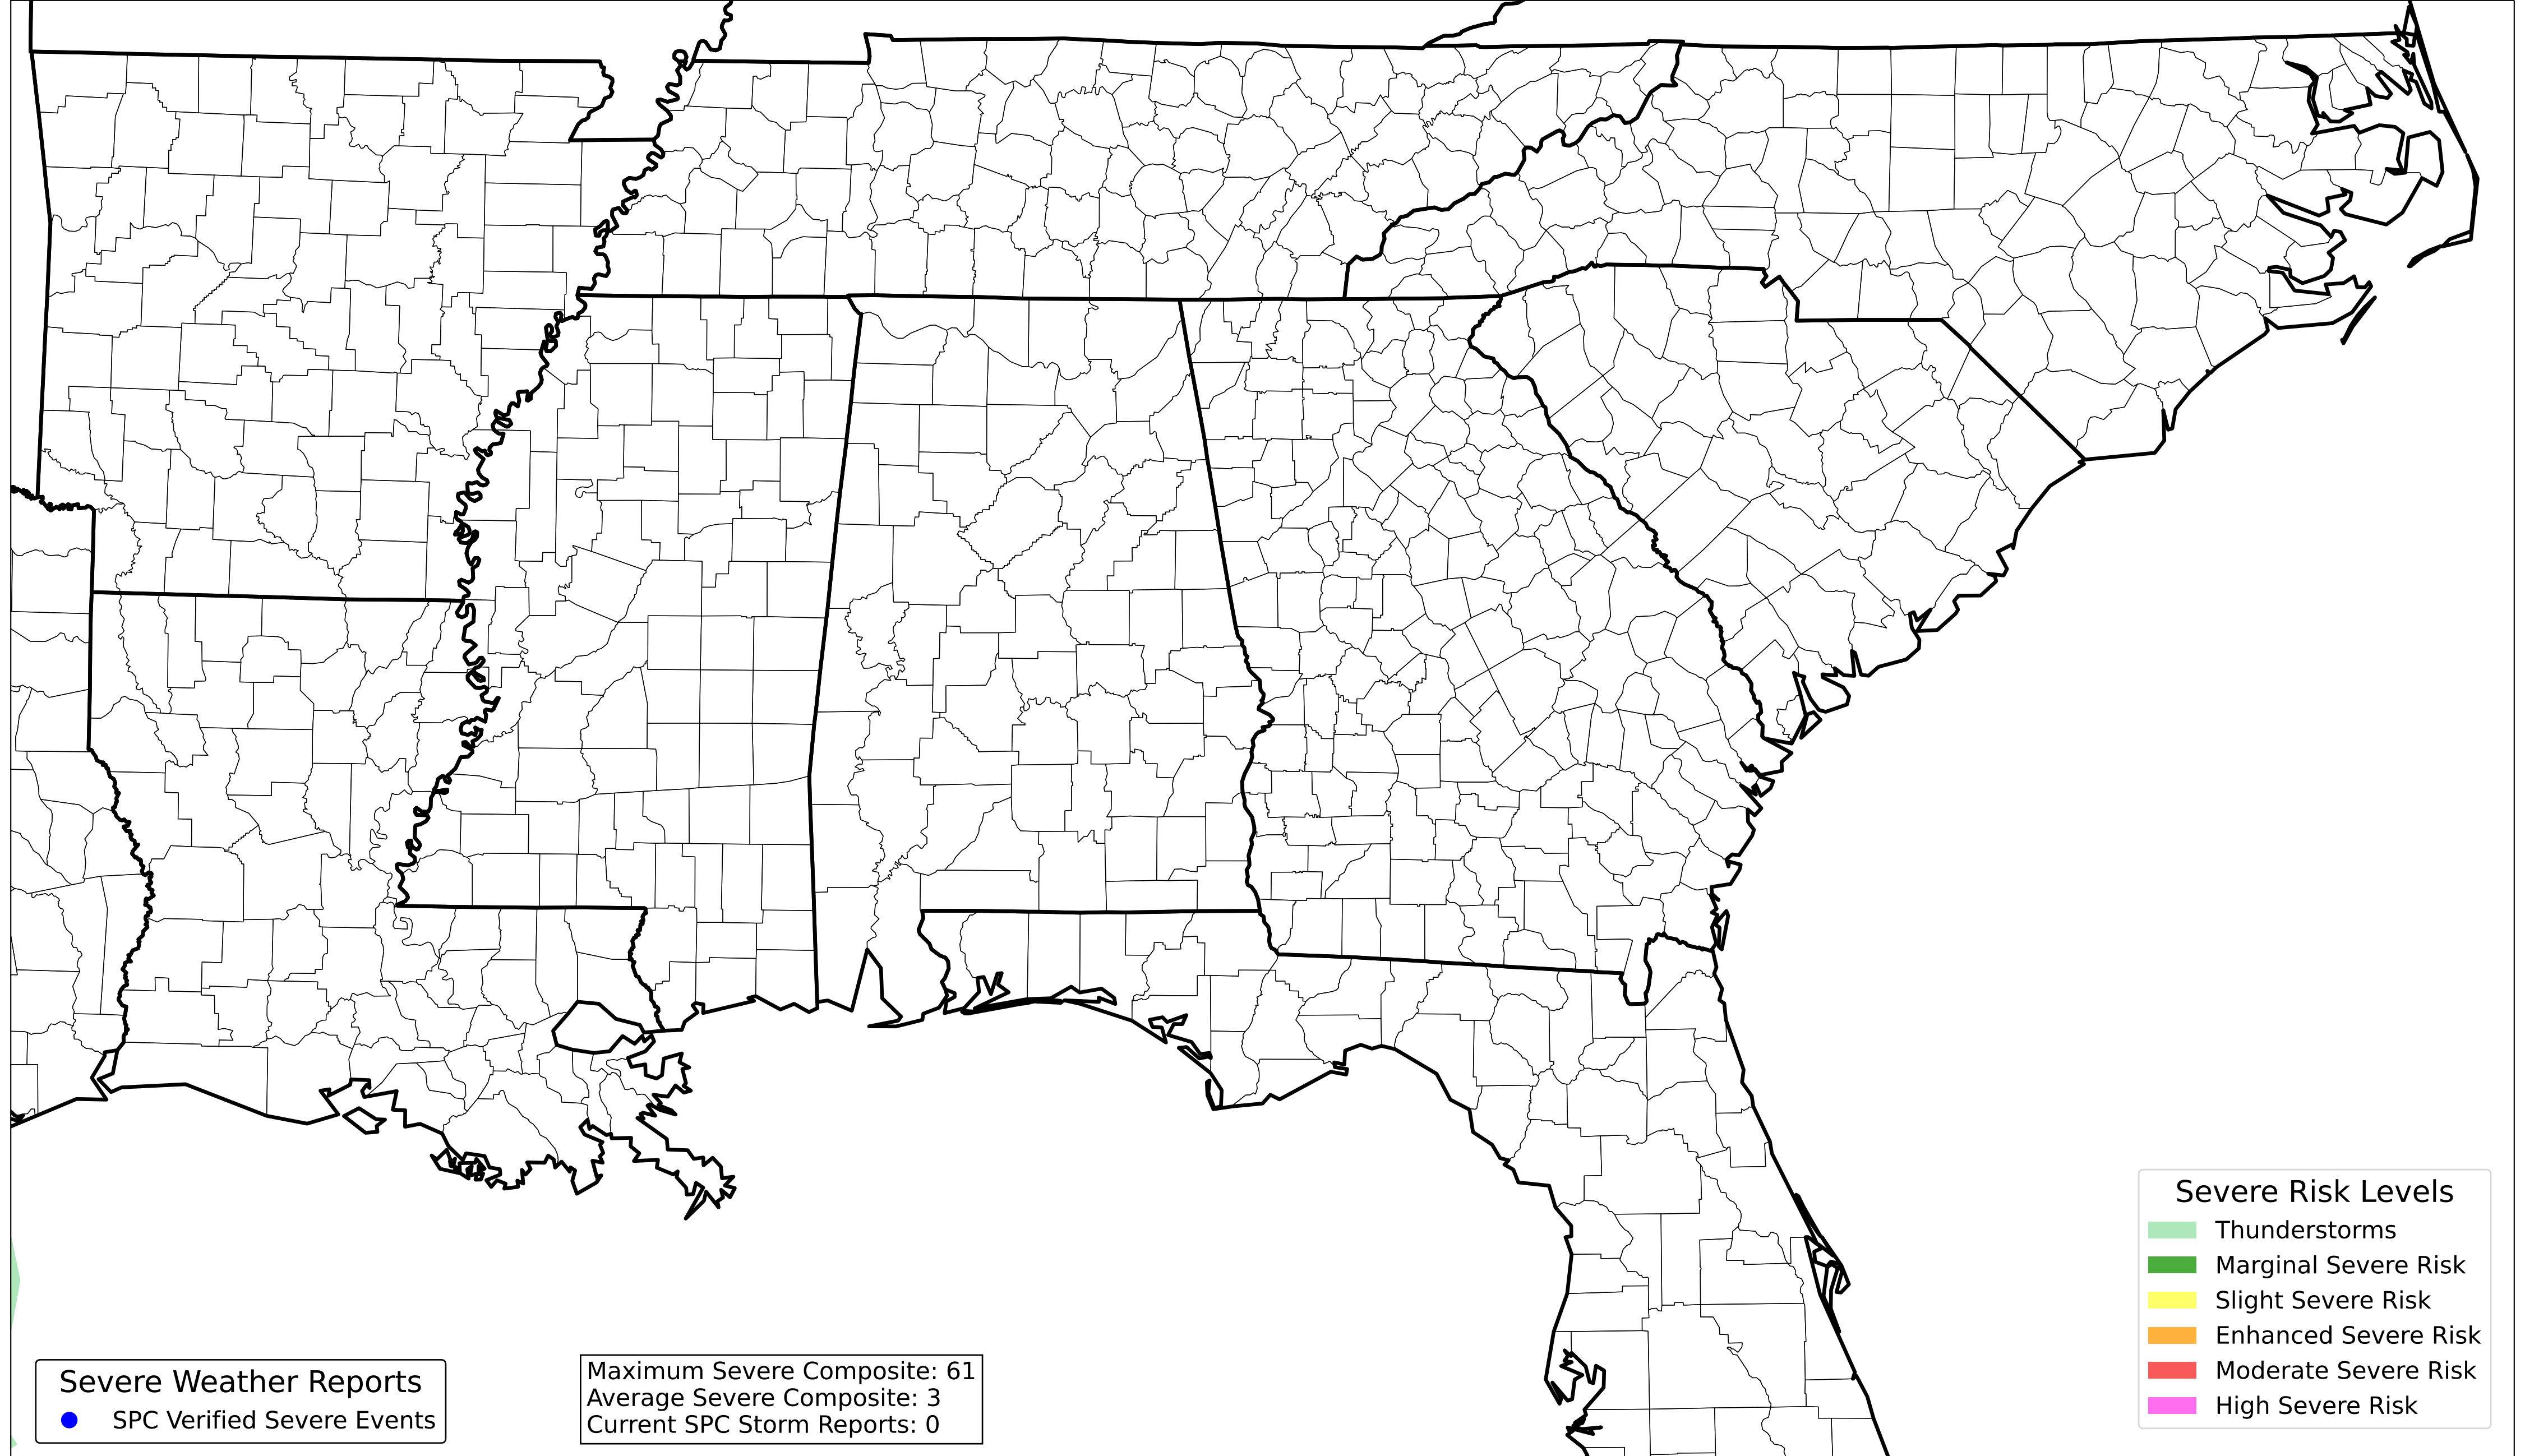 Severe Risk Levels
Thunderstorms
Marginal Severe Risk
Slight Severe Risk
Enhanced Severe Risk
Moderate Severe Risk
High Severe Risk
Severe Weather Reports
SPC Verified Severe Events
Maximum Severe Composite: 61
Average Severe Composite: 3
Current SPC Storm Reports: 0